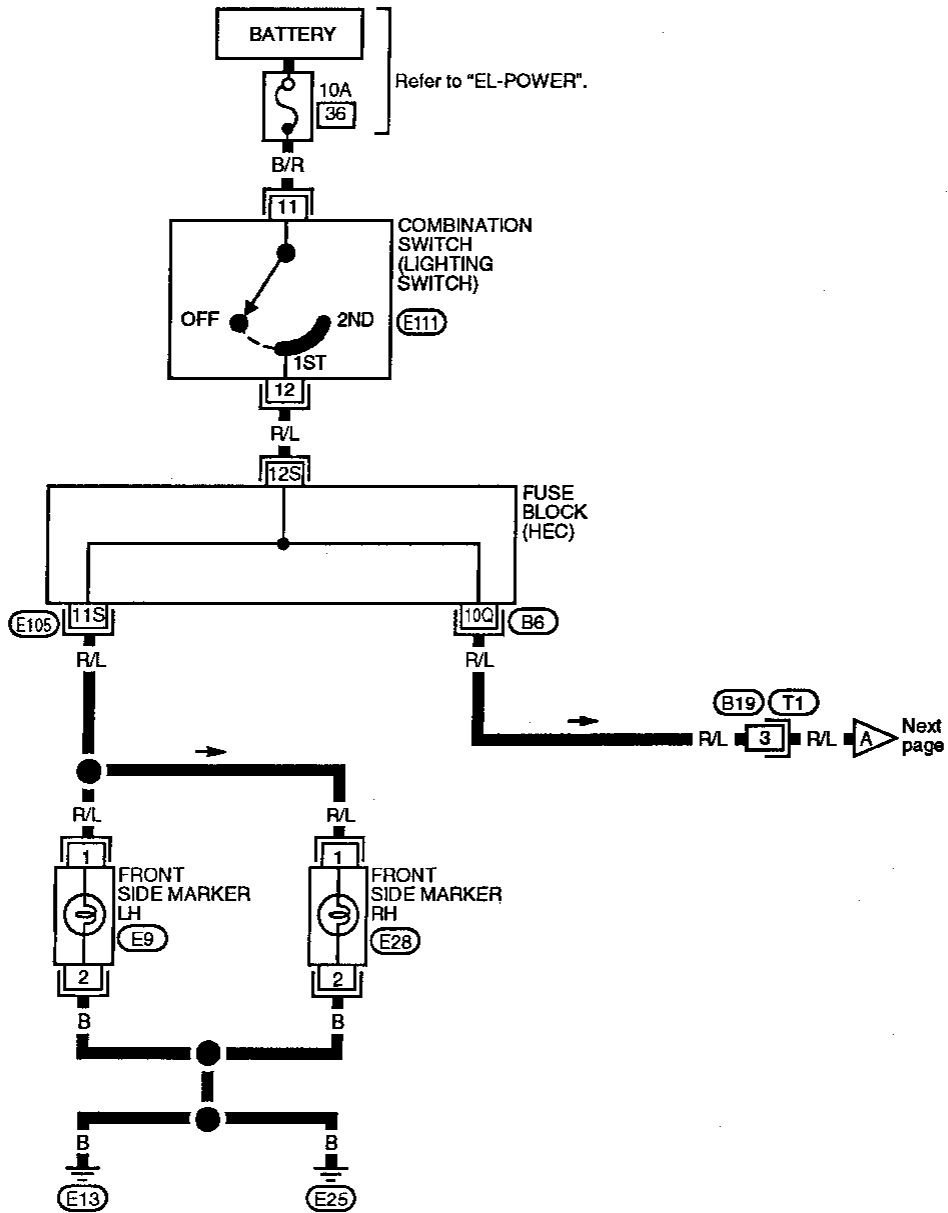 BATTERY
Refer to "EL-POWER".
10A
36
B/R
11
COMBINATION
SWITCH
(LIGHTING
SWITCH)
OFF
2ND
E111
1ST
12
R/L
12S
FUSE
BLOCK
(HEC)
E105
11S
10Q
B6
R/L
R/L
B19
T1
R/L
3
R/L
A
Next
page
R/L
R/L
1
FRONT
SIDE MARKER
LH
E9
2
1
FRONT
SIDE MARKER
RH
E28
2
B
B
B
B
E13
E25